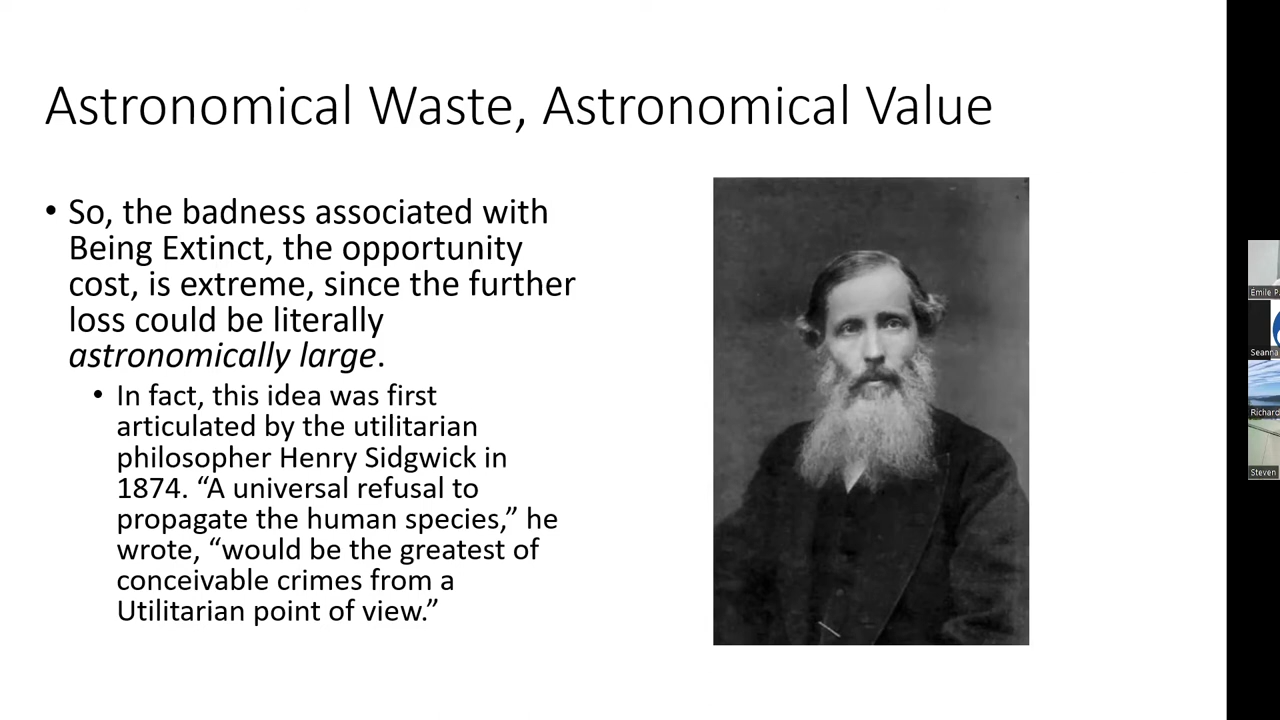 Astronomical Waste, Astronomical Value
• So, the badness associated with
Being Extinct, the opportunity
cost, is extreme, since the further
loss could be literally
astronomically large.
• In fact, this idea was first
articulated by the utilitarian
philosopher Henry Sidgwick in
1874. “A universal refusal to
propagate the human species,” he
wrote, “would be the greatest of
conceivable crimes from a
Utilitarian point of view.”
Emile P
Seanna
Richard
Steven